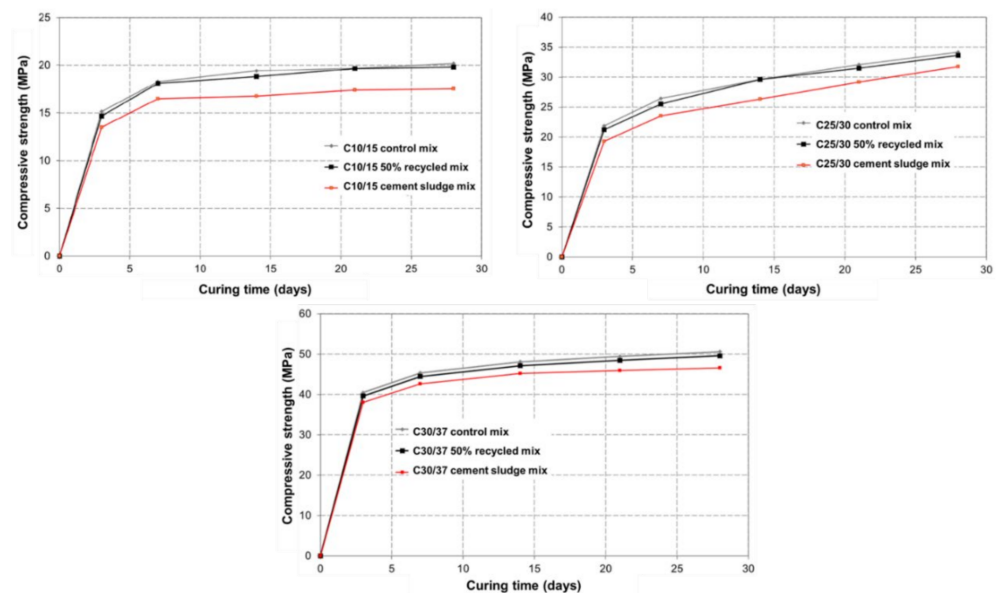 Compressive strength (MPa)
25
20
15
10
5
0
C10/15 control mix
C10/15 50% recycled mix
C10/15 cement sludge mix
0 5 10 15 20 25 30
Curing time (days)
Compressive strength (MPa)
40
35
30
25
20
15
10
5
0
C25/30 control mix
C25/30 50% recycled mix
C25/30 cement sludge mix
0 5 10 15 20 25 30
Curing time (days)
Compressive strength (MPa)
60
50
40
30
20
10
0
C30/37 control mix
C30/37 50% recycled mix
C30/37 cement sludge mix
0 5 10 15 20 25 30
Curing time (days)